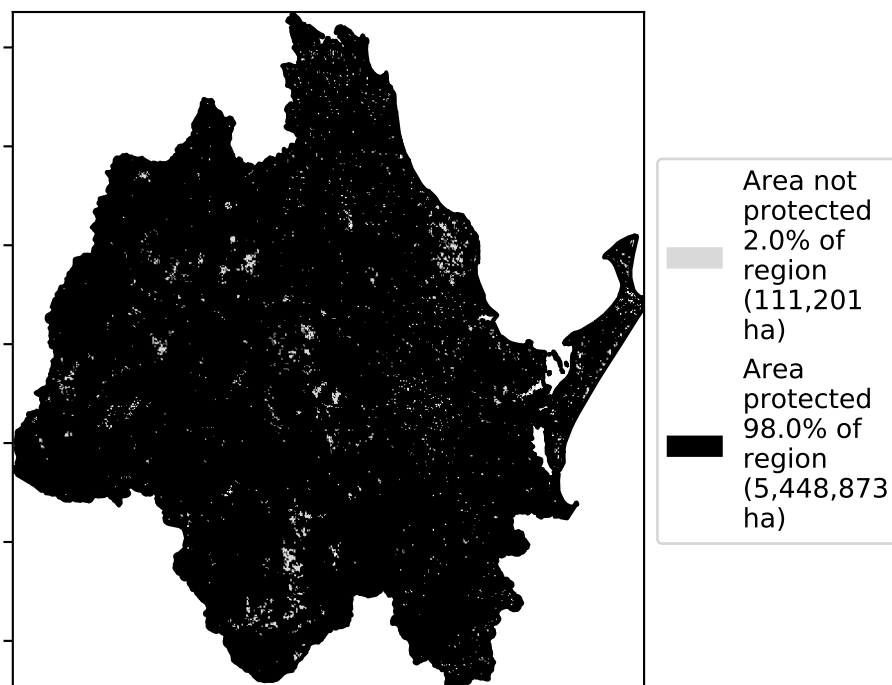 Area not
protected
2.0% of
region
(111,201
ha)
Area
protected
98.0% of
region
(5,448,873
ha)